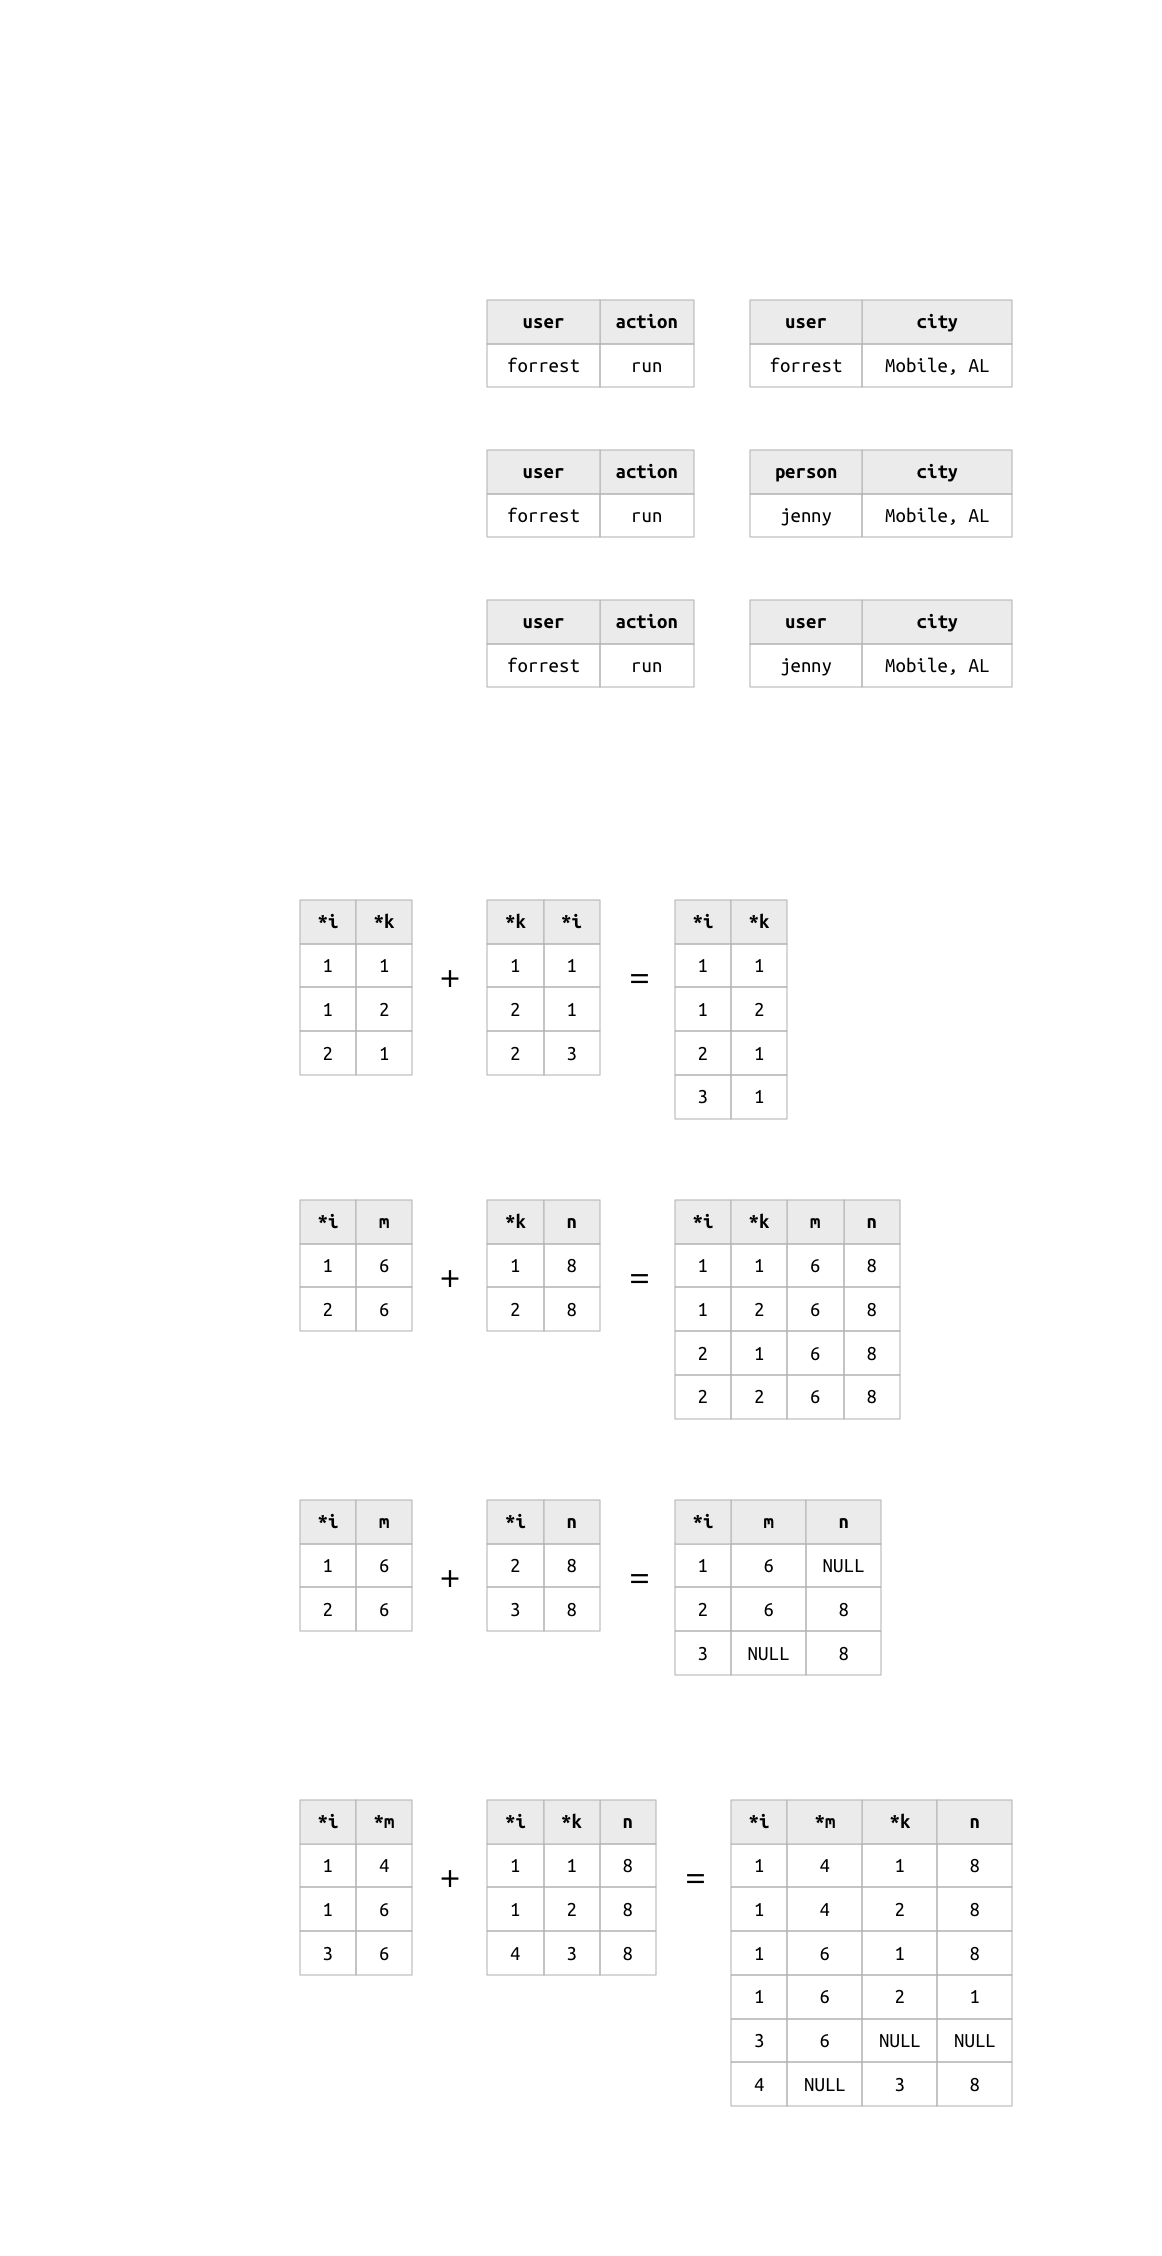 user action user city
forrest run forrest Mobile, AL
user action person city
forrest run jenny Mobile, AL
user action user city
forrest run jenny Mobile, AL
*i *k *k *i *i *k
1 1 1 1 1 1
+ =
1 2 2 1 1 2
2 1 2 3 2 1
3 1
*i m *k n *i *k m n
1 6 1 8 1 1 6 8
+ =
2 6 2 8 1 2 6 8
2 1 6 8
2 2 6 8
*i m *i n *i m n
1 6 2 8 1 6 NULL
+ =
2 6 3 8 2 6 8
3 NULL 8
*i *m *i *k n *i *m *k n
1 4 1 1 8 1 4 1 8
+ =
1 6 1 2 8 1 4 2 8
3 6 4 3 8 1 6 1 8
1 6 2 1
3 6 NULL NULL
4 NULL 3 8